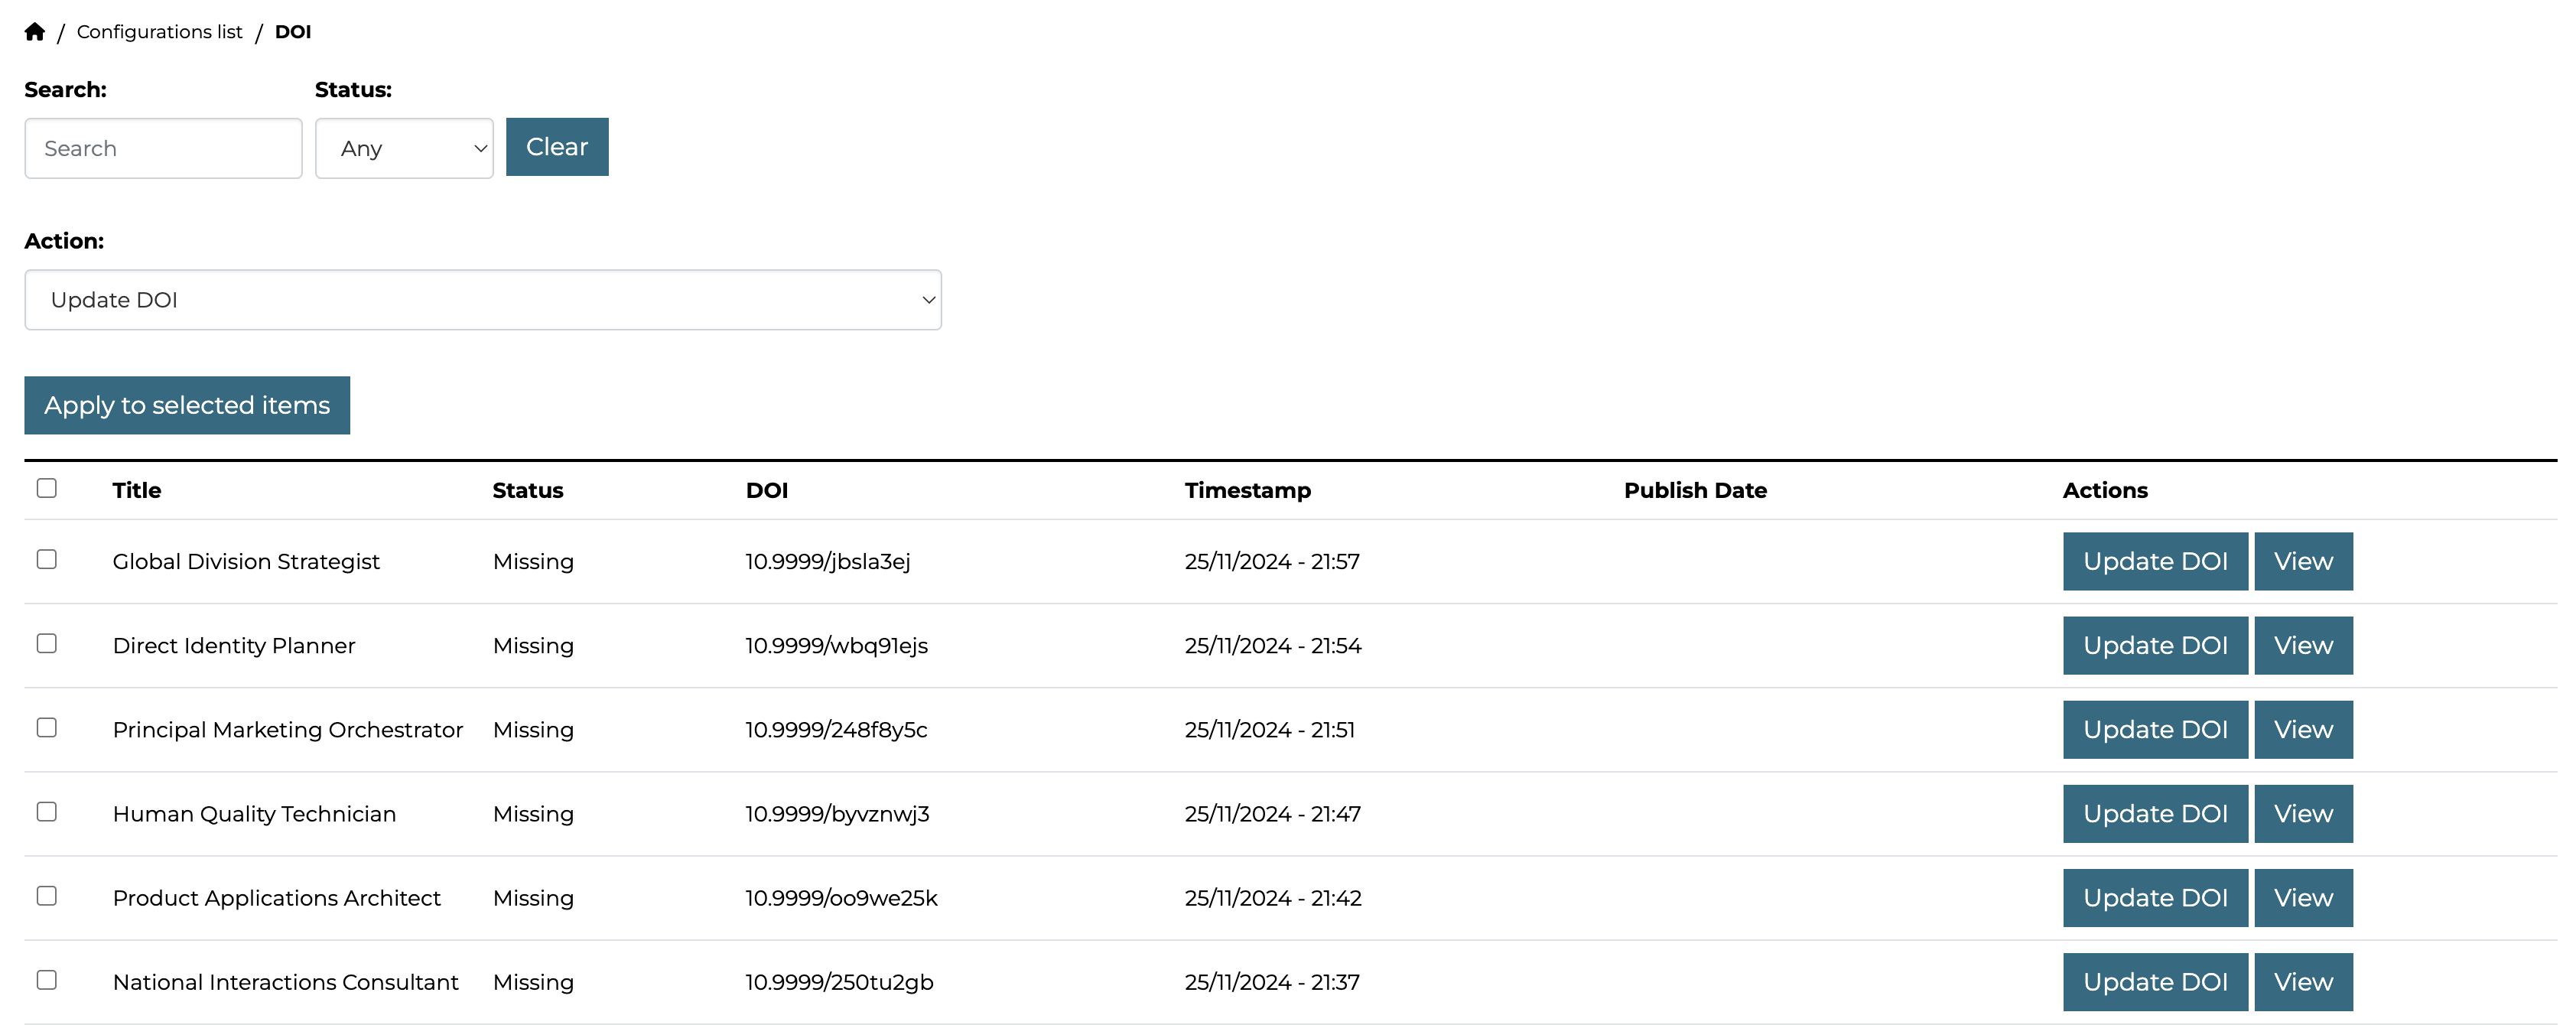 / Configurations list / DOI
Search: Status:
Search Any Clear
Action:
Update DOI
Apply to selected items
Title Status DOI Timestamp Publish Date Actions
Global Division Strategist Missing 10.9999/jbsla3ej 25/11/2024 - 21:57 Update DOI View
Direct Identity Planner Missing 10.9999/wbq91ejs 25/11/2024 - 21:54 Update DOI View
Principal Marketing Orchestrator Missing 10.9999/248f8y5c 25/11/2024 - 21:51 Update DOI View
Human Quality Technician Missing 10.9999/byvznwj3 25/11/2024 - 21:47 Update DOI View
Product Applications Architect Missing 10.9999/oo9we25k 25/11/2024 - 21:42 Update DOI View
National Interactions Consultant Missing 10.9999/250tu2gb 25/11/2024 - 21:37 Update DOI View